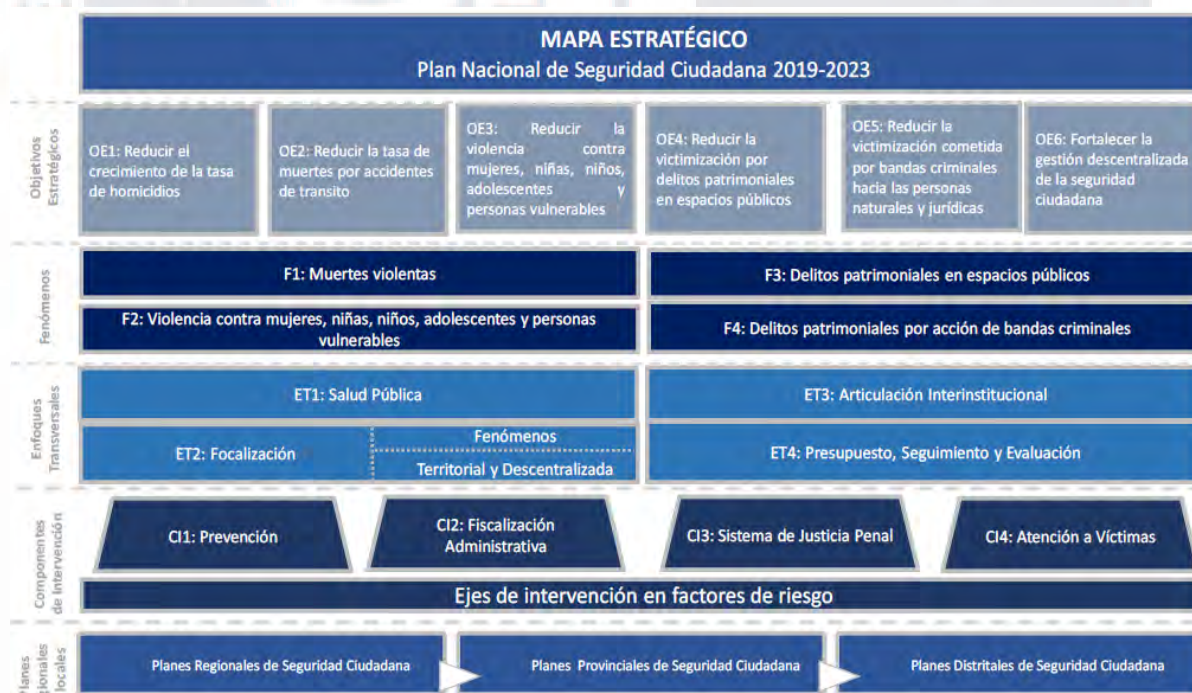 MAPA ESTRATÉGICO
Plan Nacional de Seguridad Ciudadana 2019-2023
Objetivos
Estratégicos
OE1: Reducir el
crecimiento de la tasa
de homicidios
OE2: Reducir la tasa de
muertes por accidentes
de transito
OE3: Reducir la
violencia contra
mujeres, niñas, niños,
adolescentes y
personas vulnerables
OE4: Reducir la
victimización por
delitos patrimoniales
en espacios públicos
OE5: Reducir la
victimización cometida
por bandas criminales
hacia las personas
naturales y jurídicas
OE6: Fortalecer la
gestión descentralizada
de la seguridad
ciudadana
Fenómenos
F1: Muertes violentas
F3: Delitos patrimoniales en espacios públicos
F2: Violencia contra mujeres, niñas, niños, adolescentes y personas
vulnerables
F4: Delitos patrimoniales por acción de bandas criminales
Enfoques
Transversales
ET1: Salud Pública
ET3: Articulación Interinstitucional
ET2: Focalización
Fenómenos
Territorial y Descentralizada
ET4: Presupuesto, Seguimiento y Evaluación
Componentes
de Intervención
CI1: Prevención
CI2: Fiscalización
Administrativa
CI3: Sistema de Justicia Penal
CI4: Atención a Víctimas
Ejes de intervención en factores de riesgo
Planes
gionales
locales
Planes Regionales de Seguridad Ciudadana
Planes Provinciales de Seguridad Ciudadana
Planes Distritales de Seguridad Ciudadana